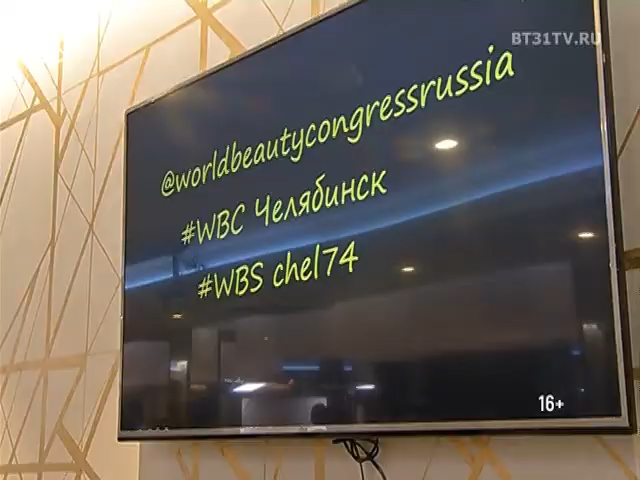 BT31TV.RU
@worldbeautycongressrussia
#WBC Челябинск
#WBS chel74
16+